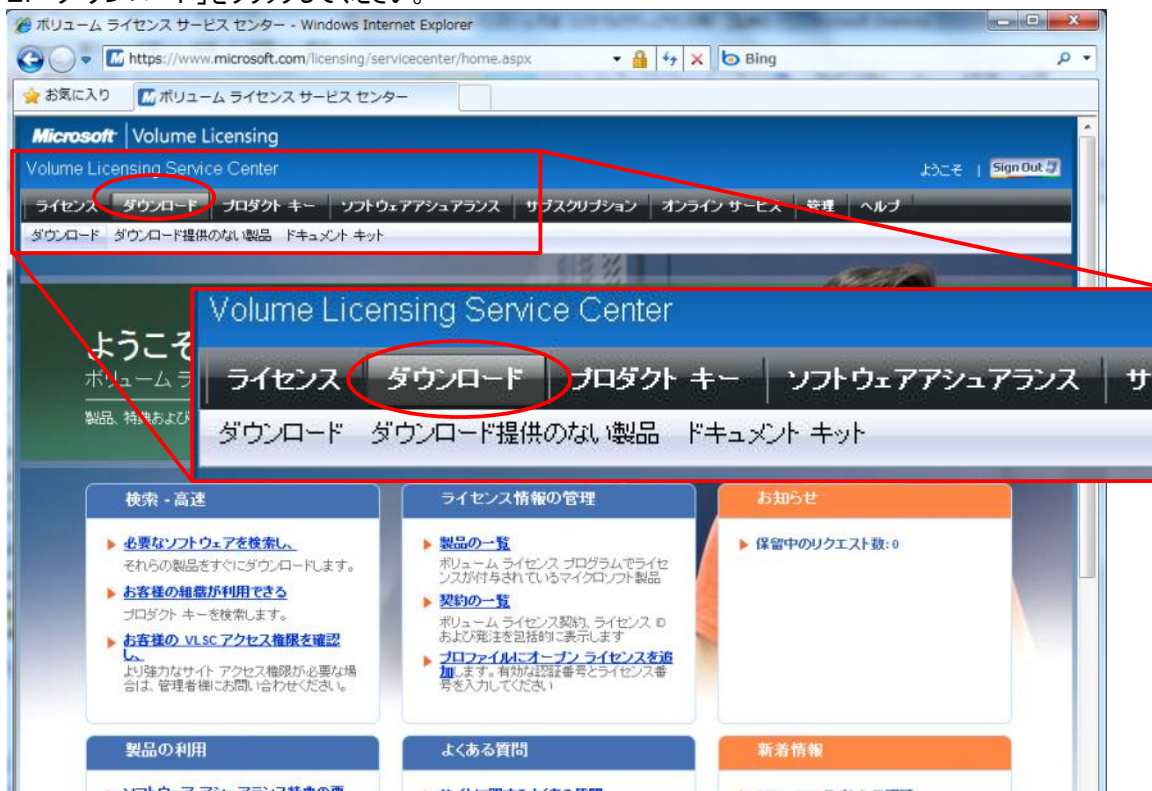 ボリューム ライセンス サービス センター - Windows Internet Explorer
https://www.microsoft.com/licensing/servicecenter/home.aspx
Bing
お気に入り
ボリューム ライセンス サービス センター
Microsoft | Volume Licensing
Volume Licensing Service Center
ようこそ | Sign Out
ライセンス ダウンロード プロダクト キー ソフトウェアアシュアランス サブスクリプション オンライン サービス 管理 ヘルプ
ダウンロード ダウンロード提供のない製品 ドキュメント キット
Volume Licensing Service Center
ライセンス ダウンロード プロダクト キー ソフトウェアアシュアランス サ
ダウンロード ダウンロード提供のない製品 ドキュメント キット
ようこそ
ボリューム ラ
製品、特典および
検索 - 高速
必要なソフトウェアを検索し、
それらの製品をすぐにダウンロードします。
お客様の組織が利用できる
プロダクト キーを検索します。
お客様の VLSC アクセス権限を確認
し、
より強力なサイト アクセス権限が必要な場
合は、管理者様にお問い合わせください。
ライセンス情報の管理
製品の一覧
ボリューム ライセンス プログラムでライセ
ンスが付与されているマイクロソフト製品
契約の一覧
ボリューム ライセンス契約、ライセンス ID
および発注を包括的に表示します
プロファイルにオープン ライセンスを追
加します。有効な認証番号とライセンス番
号を入力してください
お知らせ
保留中のリクエスト数: 0
製品の利用
よくある質問
新着情報